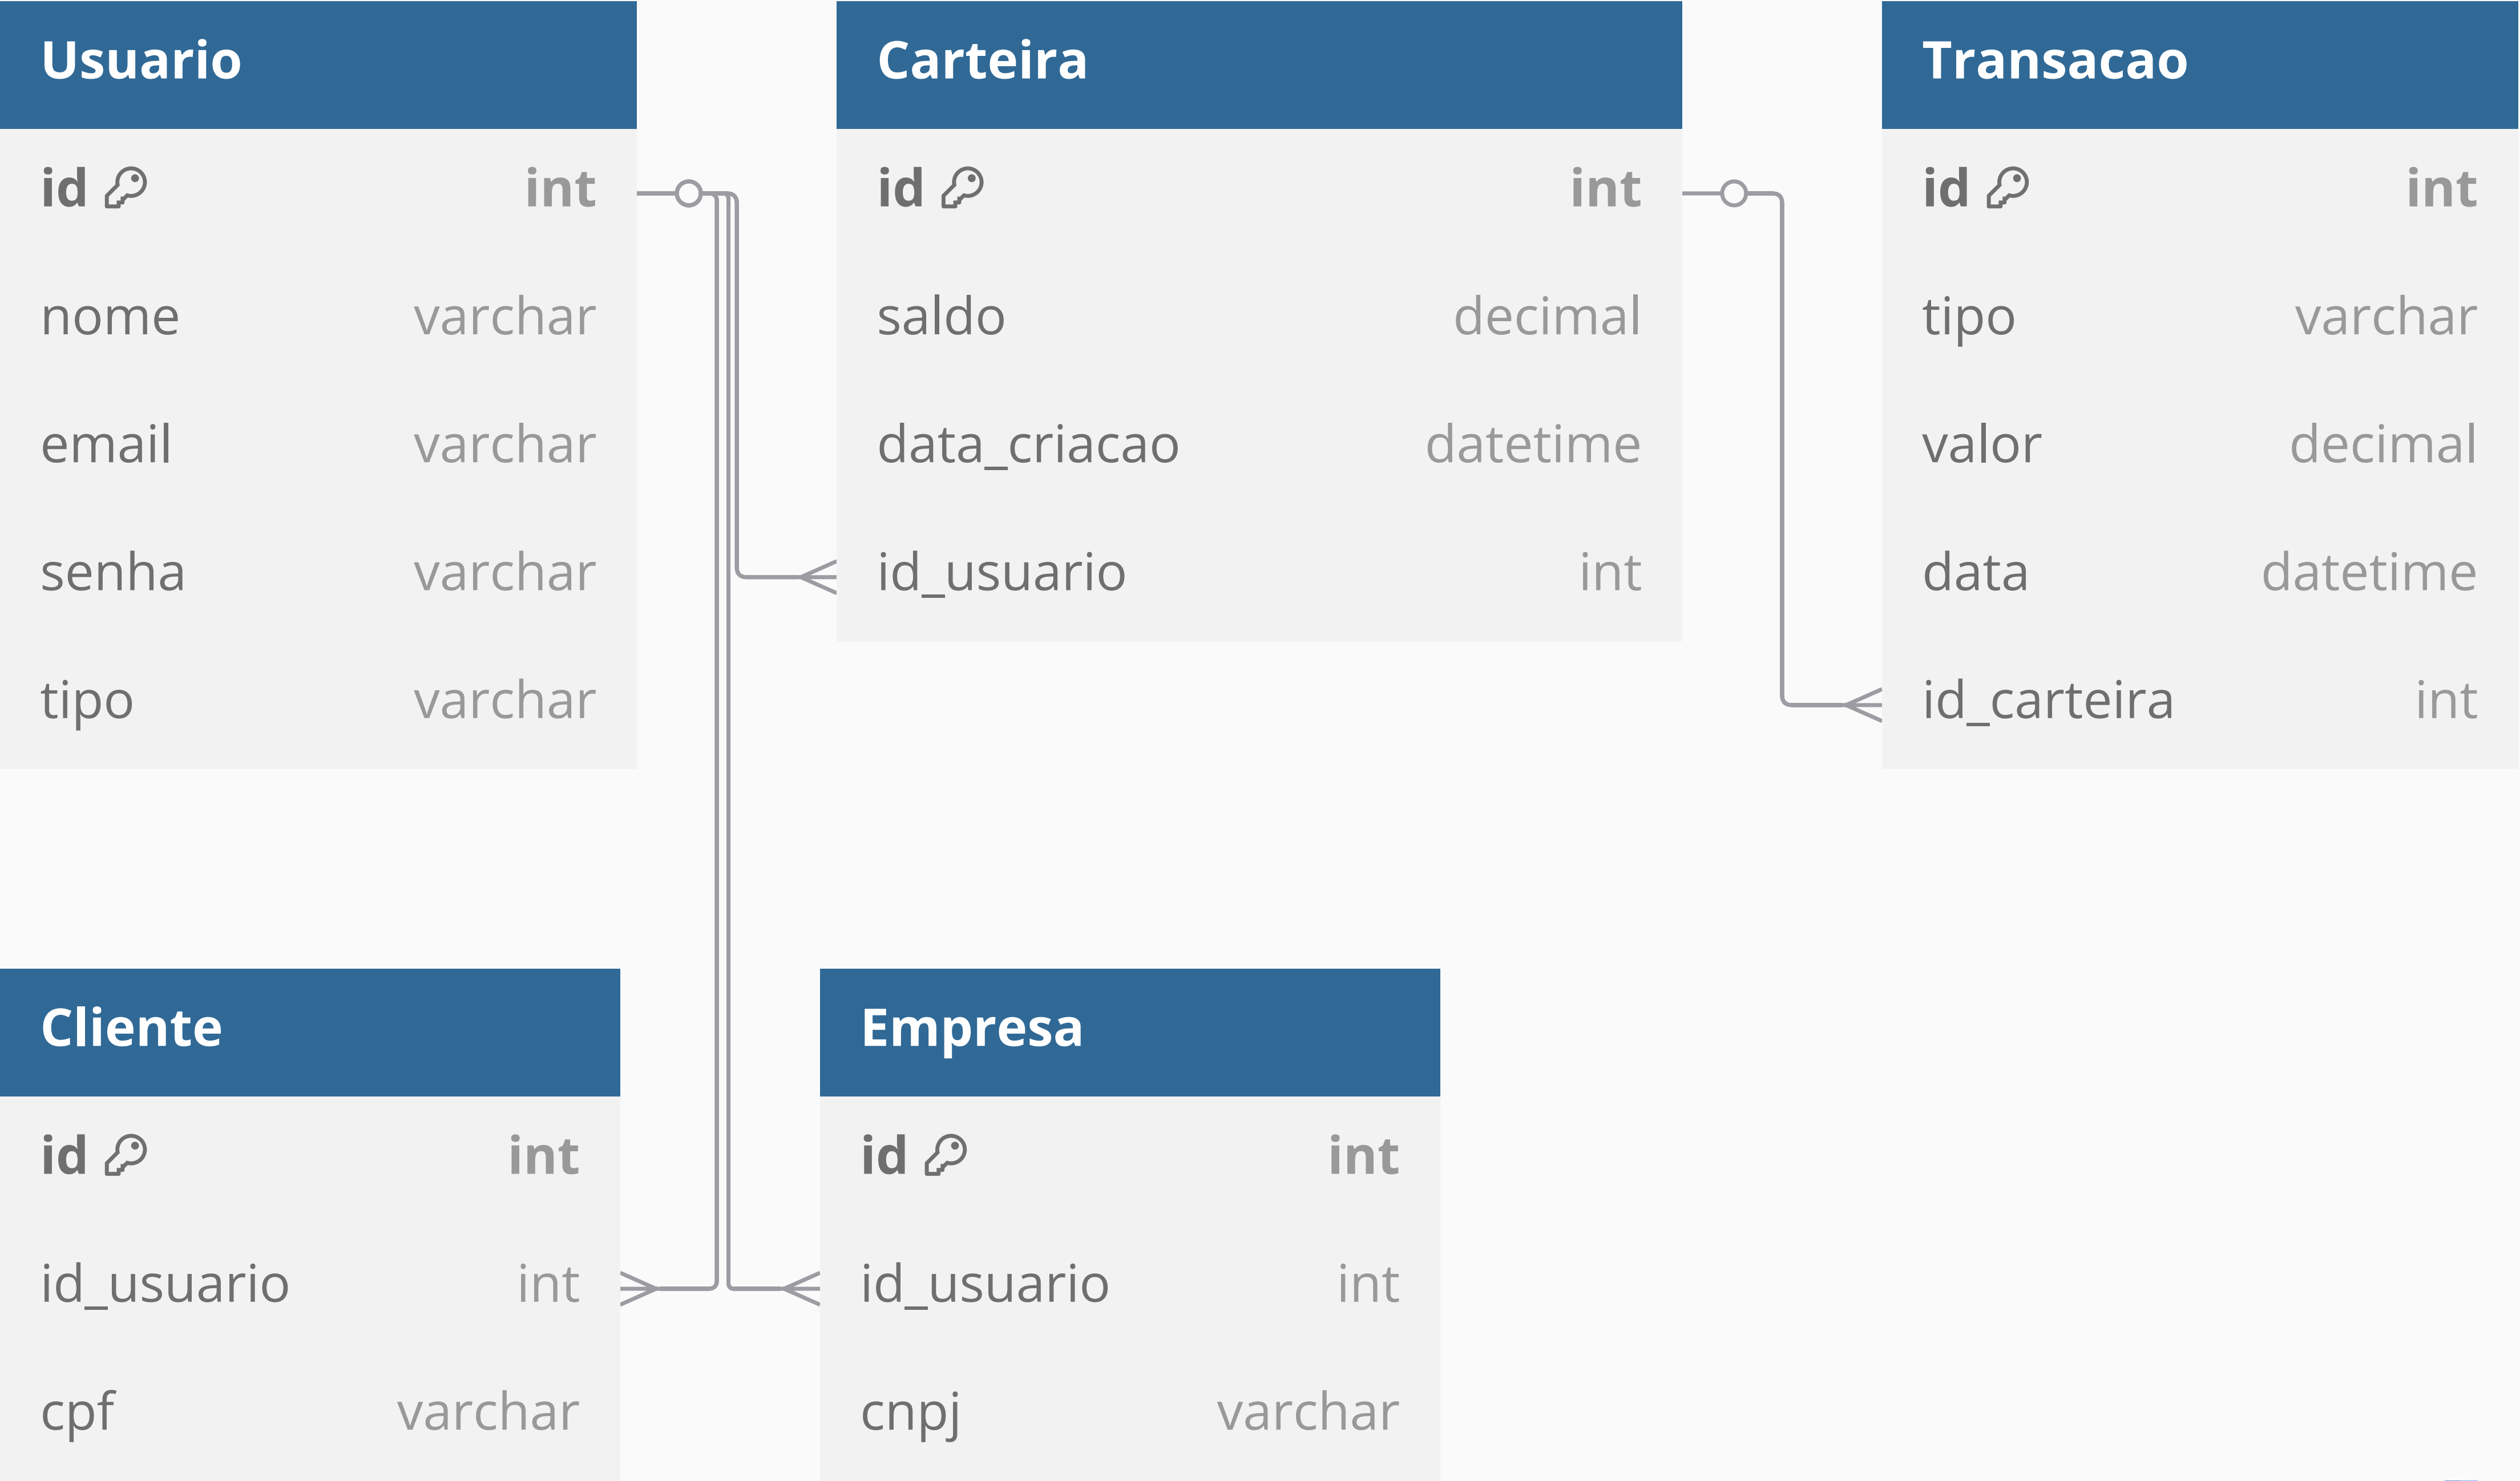 Usuario
id int
nome varchar
email varchar
senha varchar
tipo varchar
Carteira
id int
saldo decimal
data_criacao datetime
id_usuario int
Transacao
id int
tipo varchar
valor decimal
data datetime
id_carteira int
Cliente
id int
id_usuario int
cpf varchar
Empresa
id int
id_usuario int
cnpj varchar